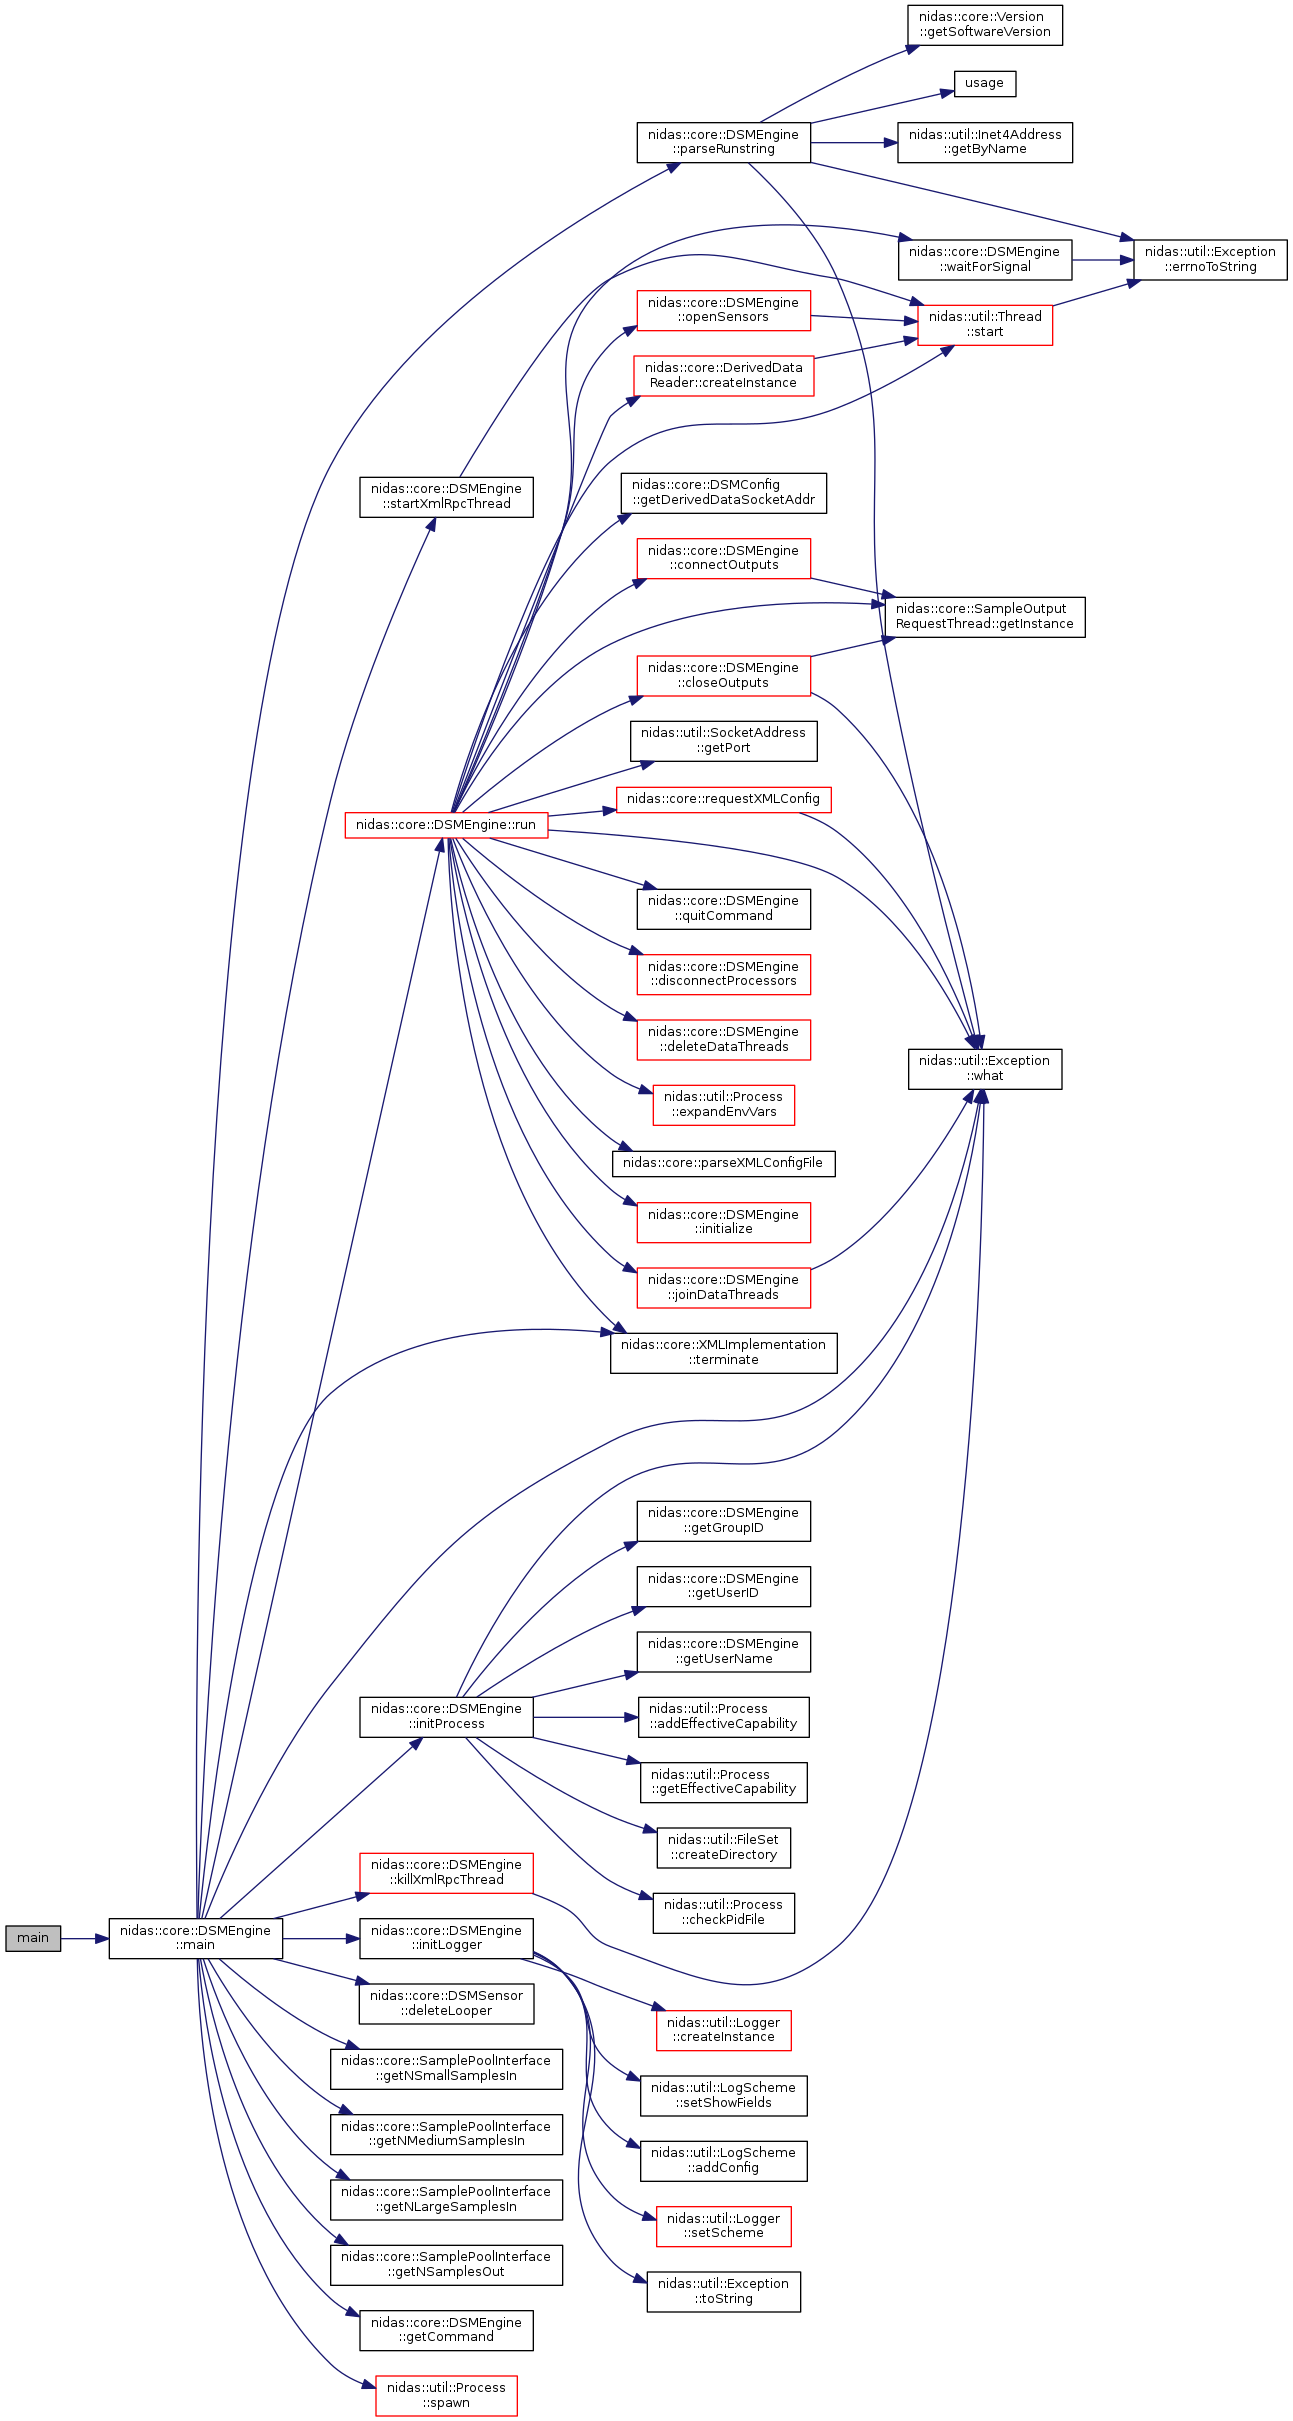 nidas::core::Version
::getSoftwareVersion
usage
nidas::core::DSMEngine
::parseRunstring
nidas::util::Inet4Address
::getByName
nidas::core::DSMEngine
::waitForSignal
nidas::util::Exception
::errnoToString
nidas::core::DSMEngine
::openSensors
nidas::util::Thread
::start
nidas::core::DerivedData
Reader::createInstance
nidas::core::DSMEngine
::startXmlRpcThread
nidas::core::DSMConfig
::getDerivedDataSocketAddr
nidas::core::DSMEngine
::connectOutputs
nidas::core::SampleOutput
RequestThread::getInstance
nidas::core::DSMEngine
::closeOutputs
nidas::util::SocketAddress
::getPort
nidas::core::requestXMLConfig
nidas::core::DSMEngine::run
nidas::core::DSMEngine
::quitCommand
nidas::core::DSMEngine
::disconnectProcessors
nidas::core::DSMEngine
::deleteDataThreads
nidas::util::Exception
::what
nidas::util::Process
::expandEnvVars
nidas::core::parseXMLConfigFile
nidas::core::DSMEngine
::initialize
nidas::core::DSMEngine
::joinDataThreads
nidas::core::XMLImplementation
::terminate
nidas::core::DSMEngine
::getGroupID
nidas::core::DSMEngine
::getUserID
nidas::core::DSMEngine
::getUserName
nidas::core::DSMEngine
::initProcess
nidas::util::Process
::addEffectiveCapability
nidas::util::Process
::getEffectiveCapability
nidas::util::FileSet
::createDirectory
nidas::core::DSMEngine
::killXmlRpcThread
nidas::util::Process
::checkPidFile
main
nidas::core::DSMEngine
::main
nidas::core::DSMEngine
::initLogger
nidas::core::DSMSensor
::deleteLooper
nidas::util::Logger
::createInstance
nidas::core::SamplePoolInterface
::getNSmallSamplesIn
nidas::util::LogScheme
::setShowFields
nidas::core::SamplePoolInterface
::getNMediumSamplesIn
nidas::util::LogScheme
::addConfig
nidas::core::SamplePoolInterface
::getNLargeSamplesIn
nidas::util::Logger
::setScheme
nidas::core::SamplePoolInterface
::getNSamplesOut
nidas::util::Exception
::toString
nidas::core::DSMEngine
::getCommand
nidas::util::Process
::spawn